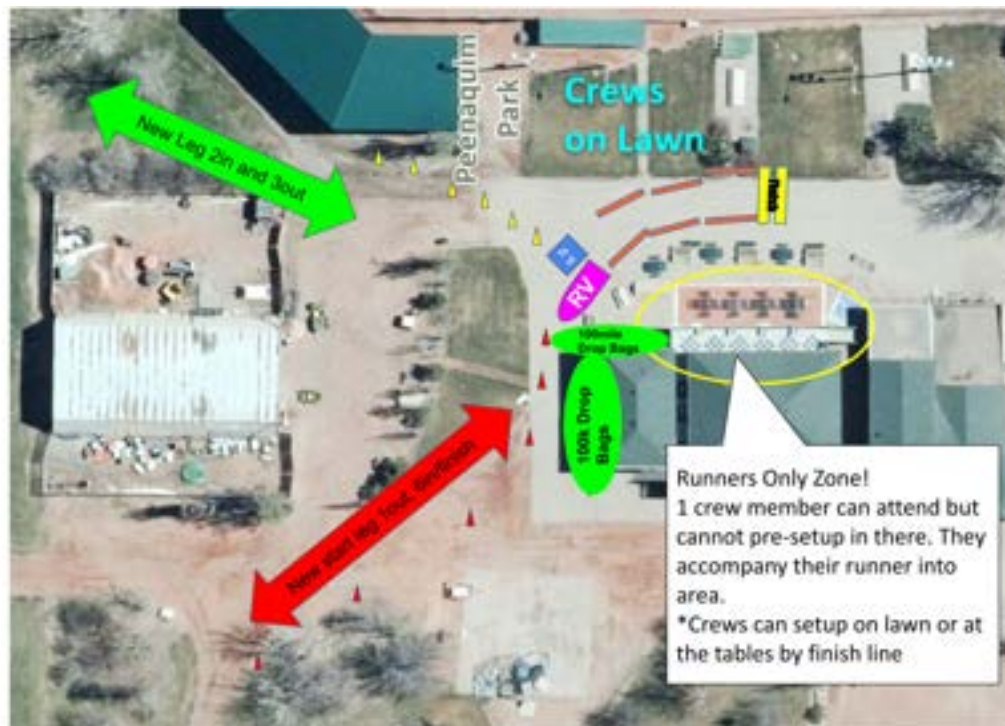 Peenaquim
Park
Crews
on Lawn
New Leg 2in and 3out
finish
RV
100mile
Drop Bags
100k Drop
Bags
New start leg 1out, 6in/finish
Runners Only Zone!
1 crew member can attend but
cannot pre-setup in there. They
accompany their runner into
area.
*Crews can setup on lawn or at
the tables by finish line